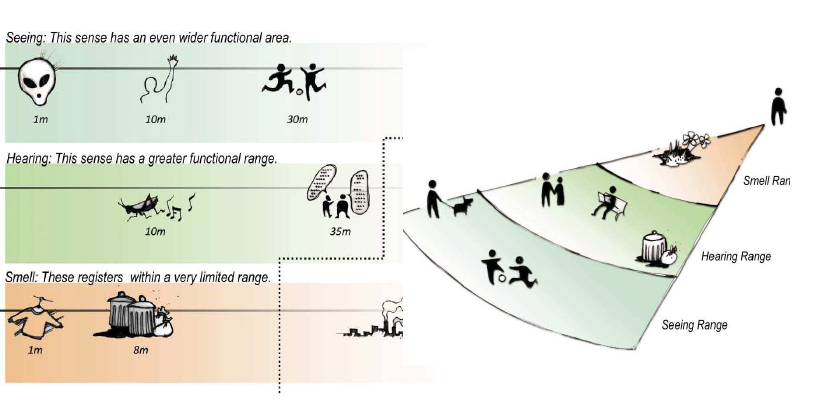 Seeing: This sense has an even wider functional area.
1m
10m
30m
Hearing: This sense has a greater functional range.
10m
35m
Smell: These registers within a very limited range.
1m
8m
Smell Ran
Hearing Range
Seeing Range